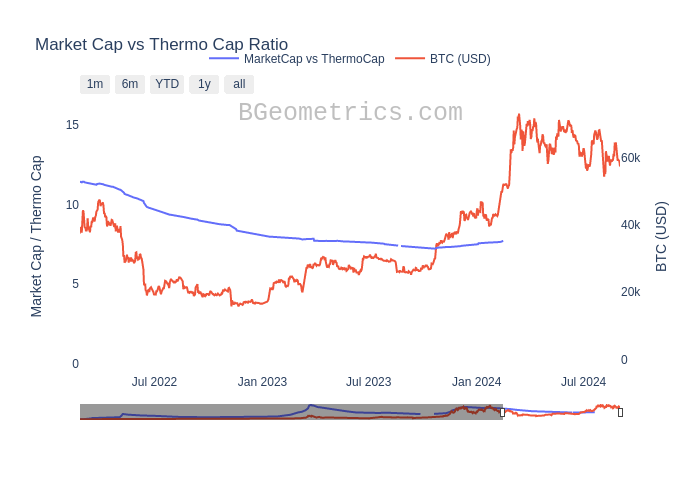 Market Cap vs Thermo Cap Ratio
MarketCap vs ThermoCap
BTC (USD)
1m
6m
YTD
1y
all
BGeometrics.com
Market Cap / Thermo Cap
15
10
5
0
60k
40k
20k
0
BTC (USD)
Jul 2022
Jan 2023
Jul 2023
Jan 2024
Jul 2024